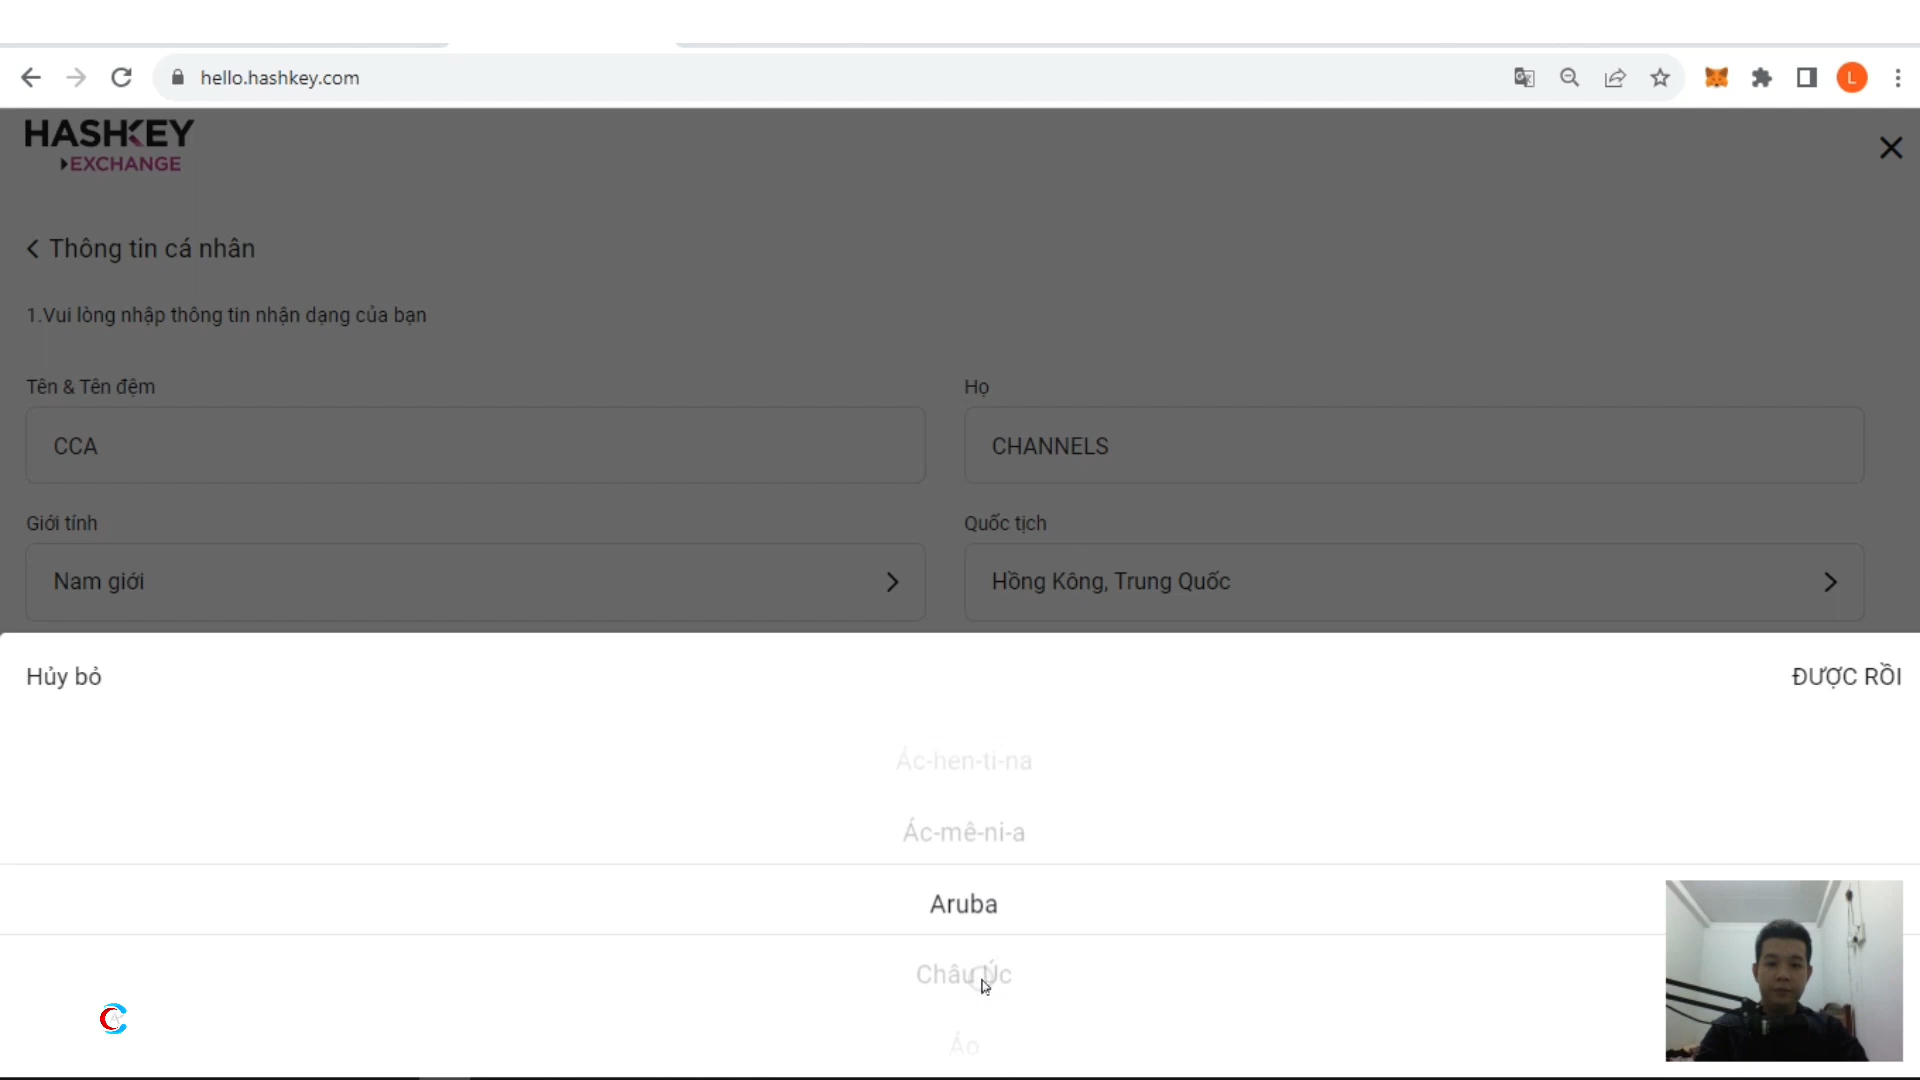 hello.hashkey.com
L
HASHKEY
EXCHANGE
Thông tin cá nhân
1.Vui lòng nhập thông tin nhận dạng của bạn
Tên & Tên đệm
Họ
CCA
CHANNELS
Giới tính
Quốc tịch
Nam giới
Hồng Kông, Trung Quốc
Hủy bỏ
ĐƯỢC RỒI
Ác-hen-ti-na
Ác-mê-ni-a
Aruba
Châu Úc
Áo